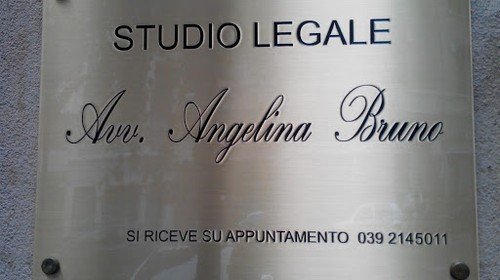 STUDIO LEGALE
Avv. Angelina Bruno
SI RICEVE SU APPUNTAMENTO 039 2145011